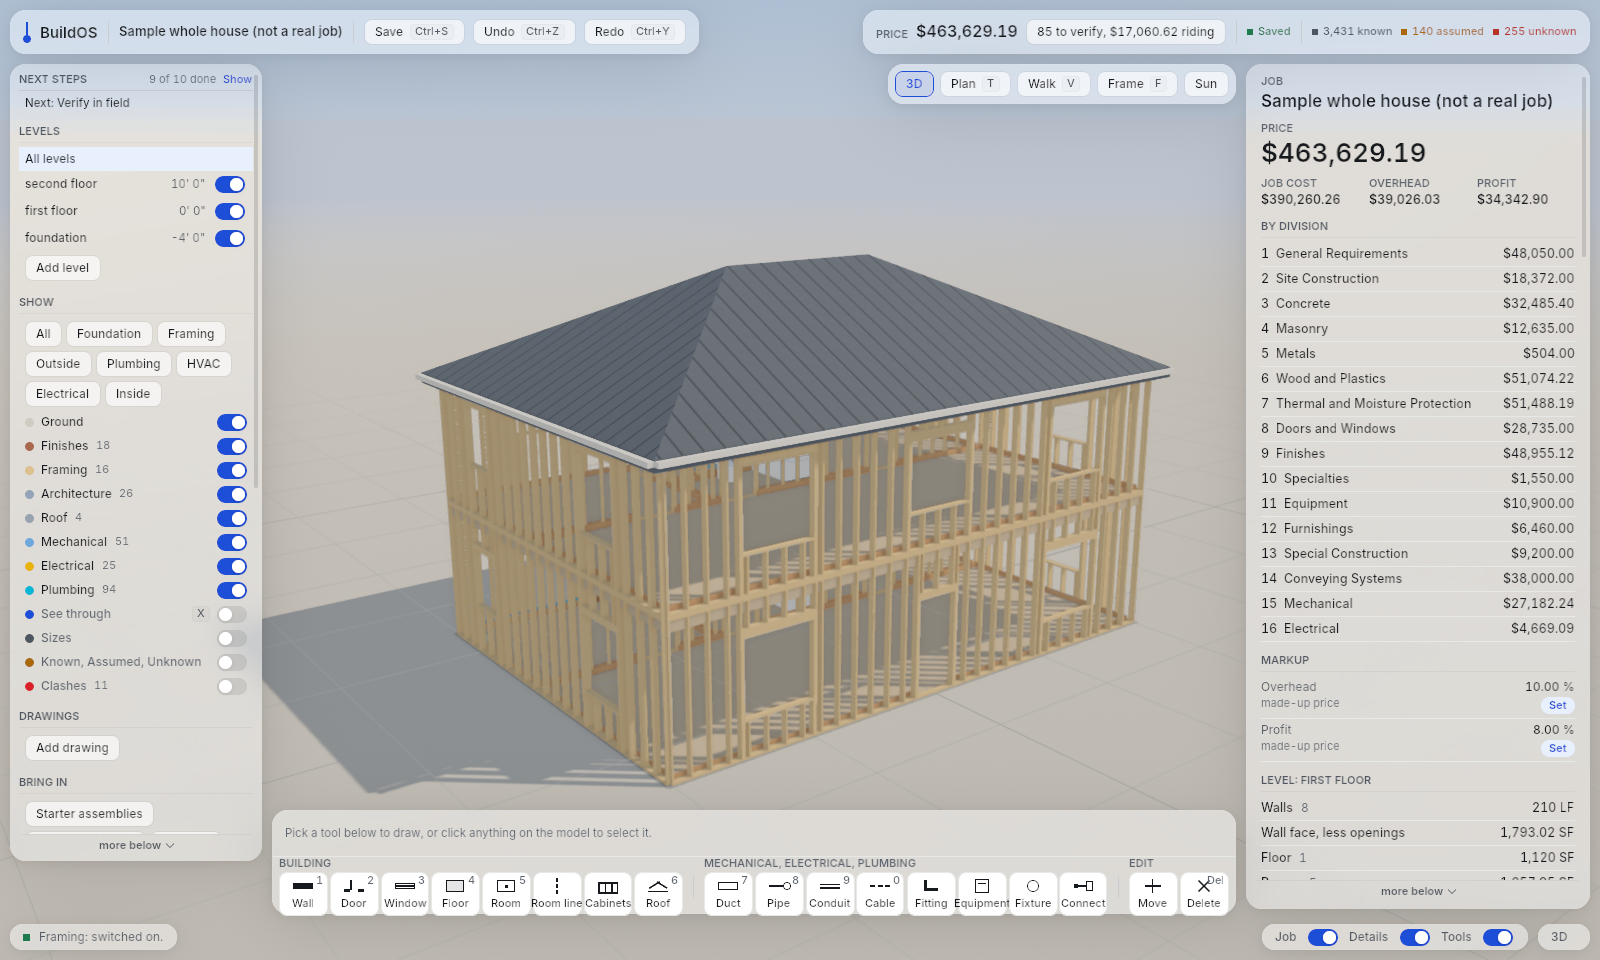 BuildOS
Sample whole house (not a real job)
Save Ctrl+S
Undo Ctrl+Z
Redo Ctrl+Y
PRICE $463,629.19
85 to verify, $17,060.62 riding
Saved
3,431 known
140 assumed
255 unknown
3D
Plan T
Walk V
Frame F
Sun
NEXT STEPS 9 of 10 done Show
Next: Verify in field
LEVELS
All levels
second floor 10' 0"
first floor 0' 0"
foundation -4' 0"
Add level
SHOW
All Foundation Framing
Outside Plumbing HVAC
Electrical Inside
Ground
Finishes 18
Framing 16
Architecture 26
Roof 4
Mechanical 51
Electrical 25
Plumbing 94
See through X
Sizes
Known, Assumed, Unknown
Clashes 11
DRAWINGS
Add drawing
BRING IN
Starter assemblies
more below
Framing: switched on.
Pick a tool below to draw, or click anything on the model to select it.
BUILDING
Wall 1
Door 2
Window 3
Floor 4
Room 5
Room line
Cabinets
Roof 6
MECHANICAL, ELECTRICAL, PLUMBING
Duct 7
Pipe 8
Conduit 9
Cable 0
Fitting
Equipment
Fixture
Connect
EDIT
Move
Delete Del
JOB
Sample whole house (not a real job)
PRICE
$463,629.19
JOB COST OVERHEAD PROFIT
$390,260.26 $39,026.03 $34,342.90
BY DIVISION
1 General Requirements $48,050.00
2 Site Construction $18,372.00
3 Concrete $32,485.40
4 Masonry $12,635.00
5 Metals $504.00
6 Wood and Plastics $51,074.22
7 Thermal and Moisture Protection $51,488.19
8 Doors and Windows $28,735.00
9 Finishes $48,955.12
10 Specialties $1,550.00
11 Equipment $10,900.00
12 Furnishings $6,460.00
13 Special Construction $9,200.00
14 Conveying Systems $38,000.00
15 Mechanical $27,182.24
16 Electrical $4,669.09
MARKUP
Overhead 10.00 %
made-up price Set
Profit 8.00 %
made-up price Set
LEVEL: FIRST FLOOR
Walls 8 210 LF
Wall face, less openings 1,793.02 SF
Floor 1 1,120 SF
more below
Job Details Tools 3D